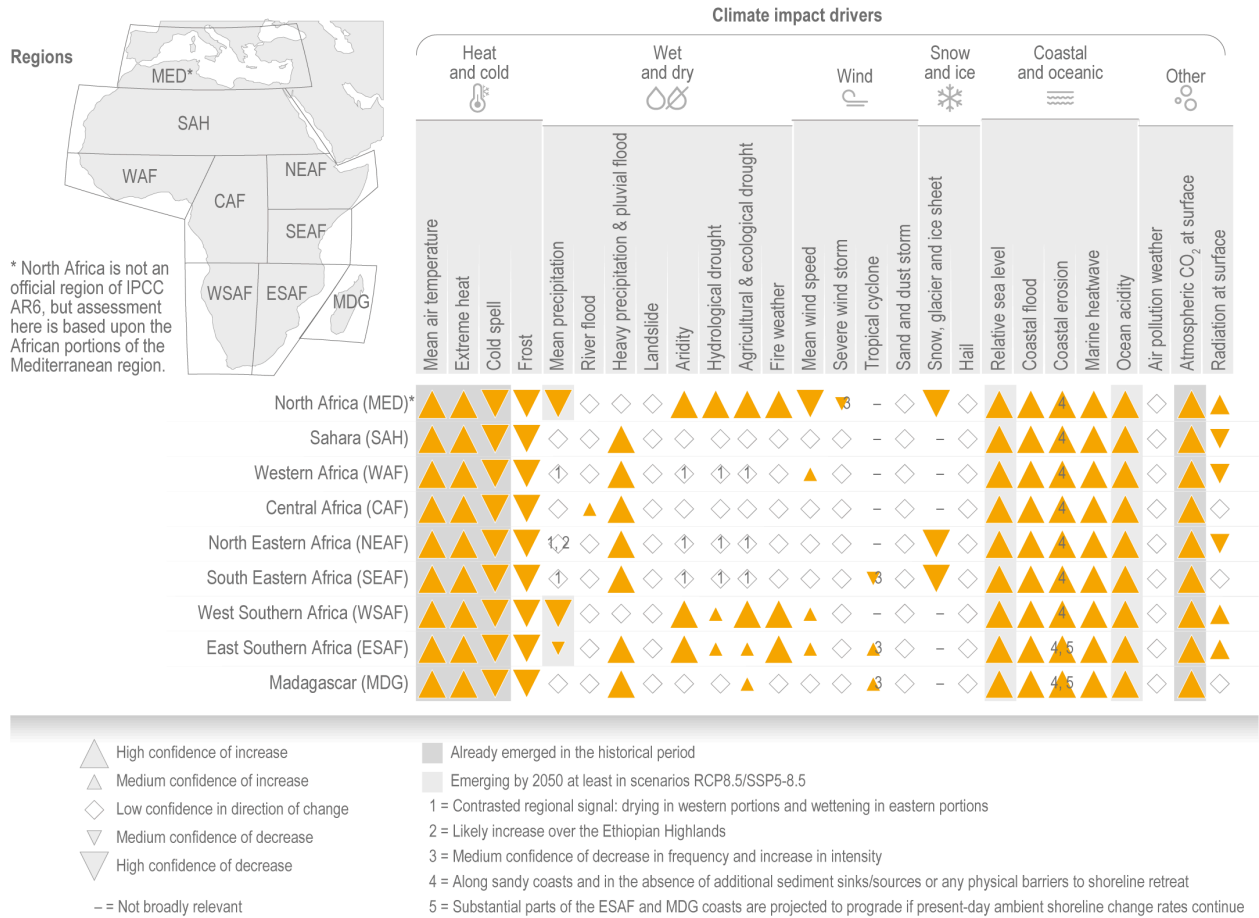 Climate impact drivers
Regions
Heat
and cold
Wet
and dry
Wind
Snow
and ice
Coastal
and oceanic
Other
MED*
SAH
WAF
CAF
NEAF
SEAF
WSAF
ESAF
MDG
* North Africa is not an
official region of IPCC
AR6, but assessment
here is based upon the
African portions of the
Mediterranean region.
Mean air temperature
Extreme heat
Cold spell
Frost
Mean precipitation
River flood
Heavy precipitation & pluvial flood
Landslide
Aridity
Hydrological drought
Agricultural & ecological drought
Fire weather
Mean wind speed
Severe wind storm
Tropical cyclone
Sand and dust storm
Snow, glacier and ice sheet
Hail
Relative sea level
Coastal flood
Coastal erosion
Marine heatwave
Ocean acidity
Air pollution weather
Atmospheric CO2 at surface
Radiation at surface
North Africa (MED)* 3 – 4
Sahara (SAH) – – 4
Western Africa (WAF) 1 1 1 1 – – 4
Central Africa (CAF) – – 4
North Eastern Africa (NEAF) 1, 2 1 1 1 – 4
South Eastern Africa (SEAF) 1 1 1 1 3 4
West Southern Africa (WSAF) – – 4
East Southern Africa (ESAF) 3 – 4, 5
Madagascar (MDG) 3 – 4, 5
High confidence of increase
Medium confidence of increase
Low confidence in direction of change
Medium confidence of decrease
High confidence of decrease
– = Not broadly relevant
Already emerged in the historical period
Emerging by 2050 at least in scenarios RCP8.5/SSP5-8.5
1 = Contrasted regional signal: drying in western portions and wettening in eastern portions
2 = Likely increase over the Ethiopian Highlands
3 = Medium confidence of decrease in frequency and increase in intensity
4 = Along sandy coasts and in the absence of additional sediment sinks/sources or any physical barriers to shoreline retreat
5 = Substantial parts of the ESAF and MDG coasts are projected to prograde if present-day ambient shoreline change rates continue